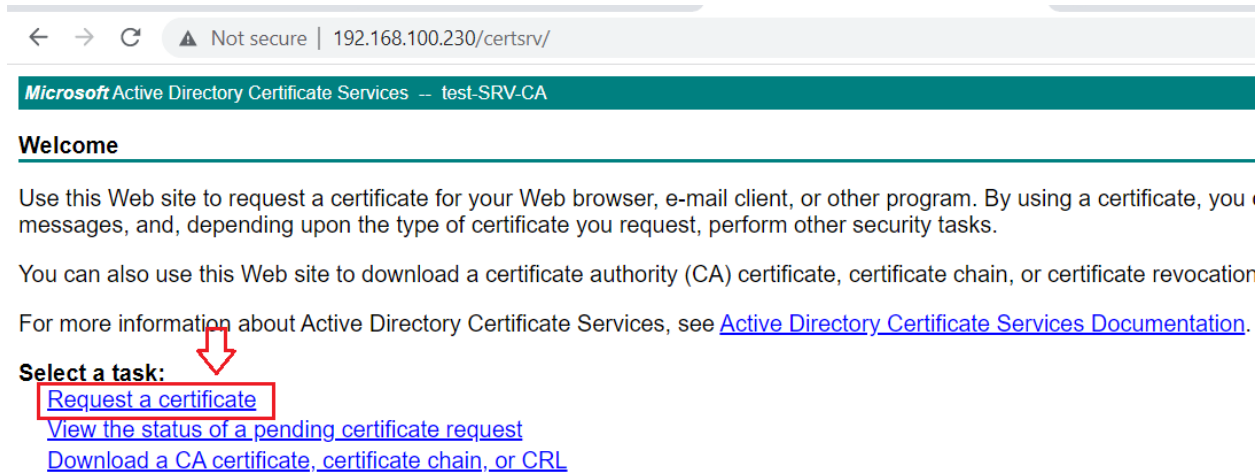 Not secure | 192.168.100.230/certsrv/
Microsoft Active Directory Certificate Services -- test-SRV-CA
Welcome
Use this Web site to request a certificate for your Web browser, e-mail client, or other program. By using a certificate, you
messages, and, depending upon the type of certificate you request, perform other security tasks.
You can also use this Web site to download a certificate authority (CA) certificate, certificate chain, or certificate revocation
For more information about Active Directory Certificate Services, see Active Directory Certificate Services Documentation.
Select a task:
Request a certificate
View the status of a pending certificate request
Download a CA certificate, certificate chain, or CRL